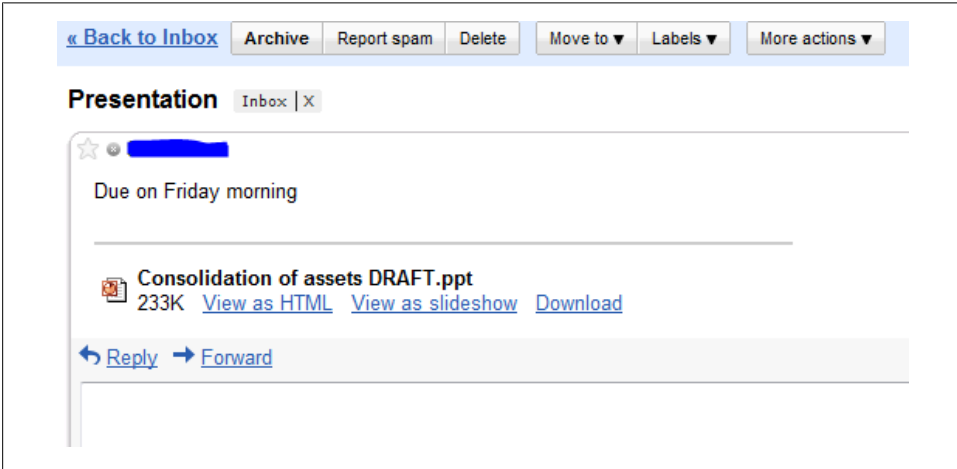 « Back to Inbox Archive Report spam Delete Move to ▼ Labels ▼ More actions ▼
Presentation Inbox | X
Due on Friday morning
Consolidation of assets DRAFT.ppt
233K View as HTML View as slideshow Download
Reply Forward